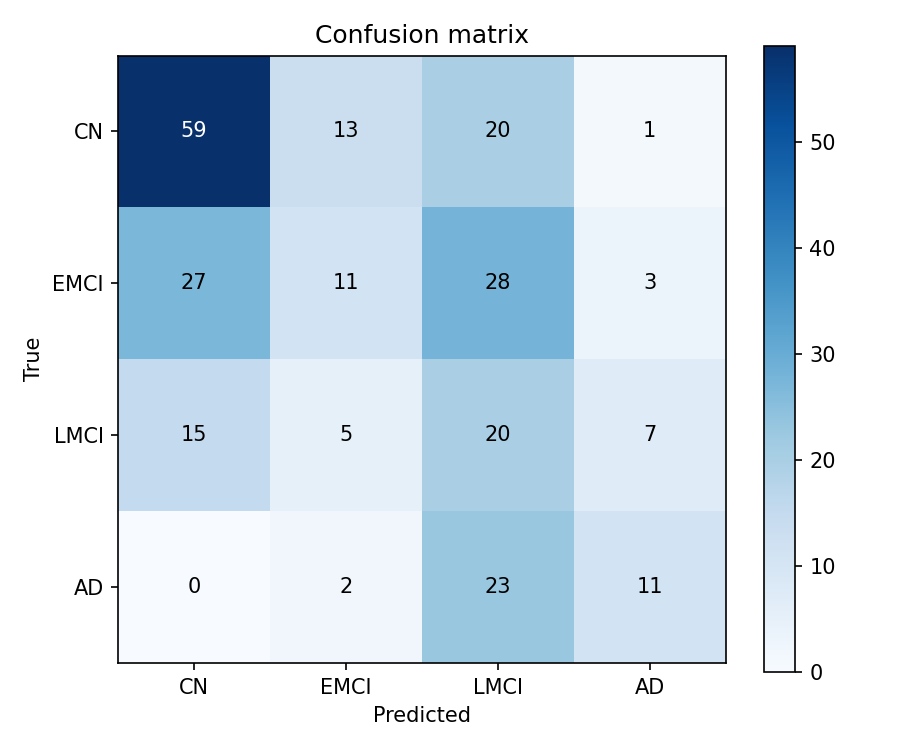 Confusion matrix
CN 59 13 20 1
EMCI 27 11 28 3
LMCI 15 5 20 7
AD 0 2 23 11
CN EMCI LMCI AD
Predicted
True
50
40
30
20
10
0